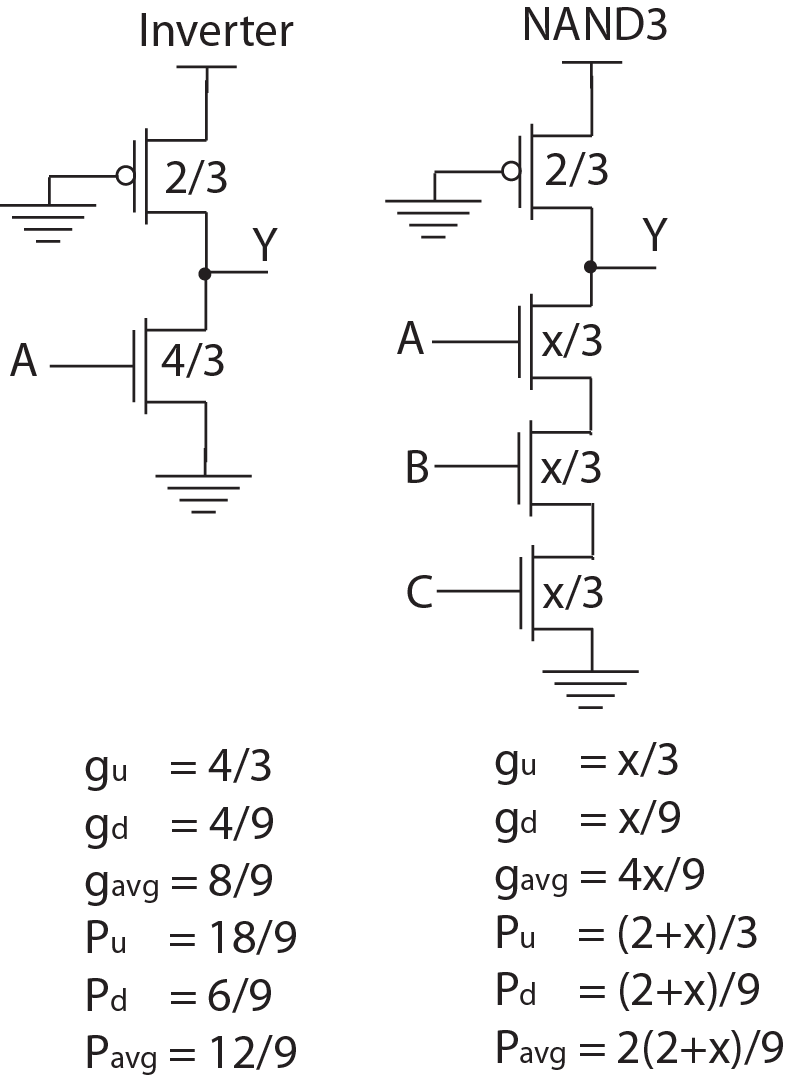 Inverter
2/3
Y
A
4/3
gu = 4/3
gd = 4/9
gavg = 8/9
Pu = 18/9
Pd = 6/9
Pavg = 12/9
NAND3
2/3
Y
A
x/3
B
x/3
C
x/3
gu = x/3
gd = x/9
gavg = 4x/9
Pu = (2+x)/3
Pd = (2+x)/9
Pavg = 2(2+x)/9